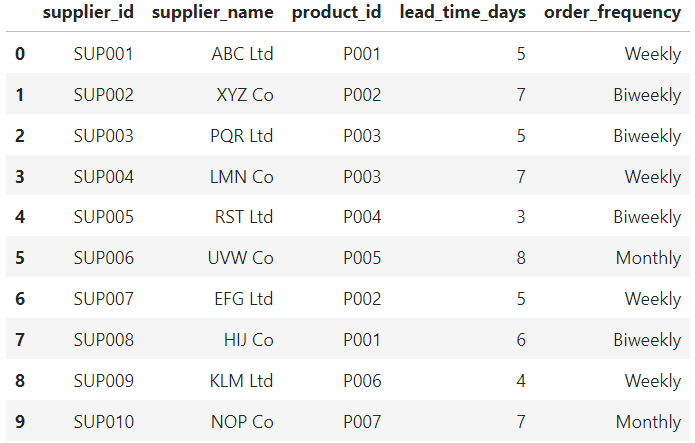 supplier_id supplier_name product_id lead_time_days order_frequency
0 SUP001 ABC Ltd P001 5 Weekly
1 SUP002 XYZ Co P002 7 Biweekly
2 SUP003 PQR Ltd P003 5 Biweekly
3 SUP004 LMN Co P003 7 Weekly
4 SUP005 RST Ltd P004 3 Biweekly
5 SUP006 UVW Co P005 8 Monthly
6 SUP007 EFG Ltd P002 5 Weekly
7 SUP008 HIJ Co P001 6 Biweekly
8 SUP009 KLM Ltd P006 4 Weekly
9 SUP010 NOP Co P007 7 Monthly